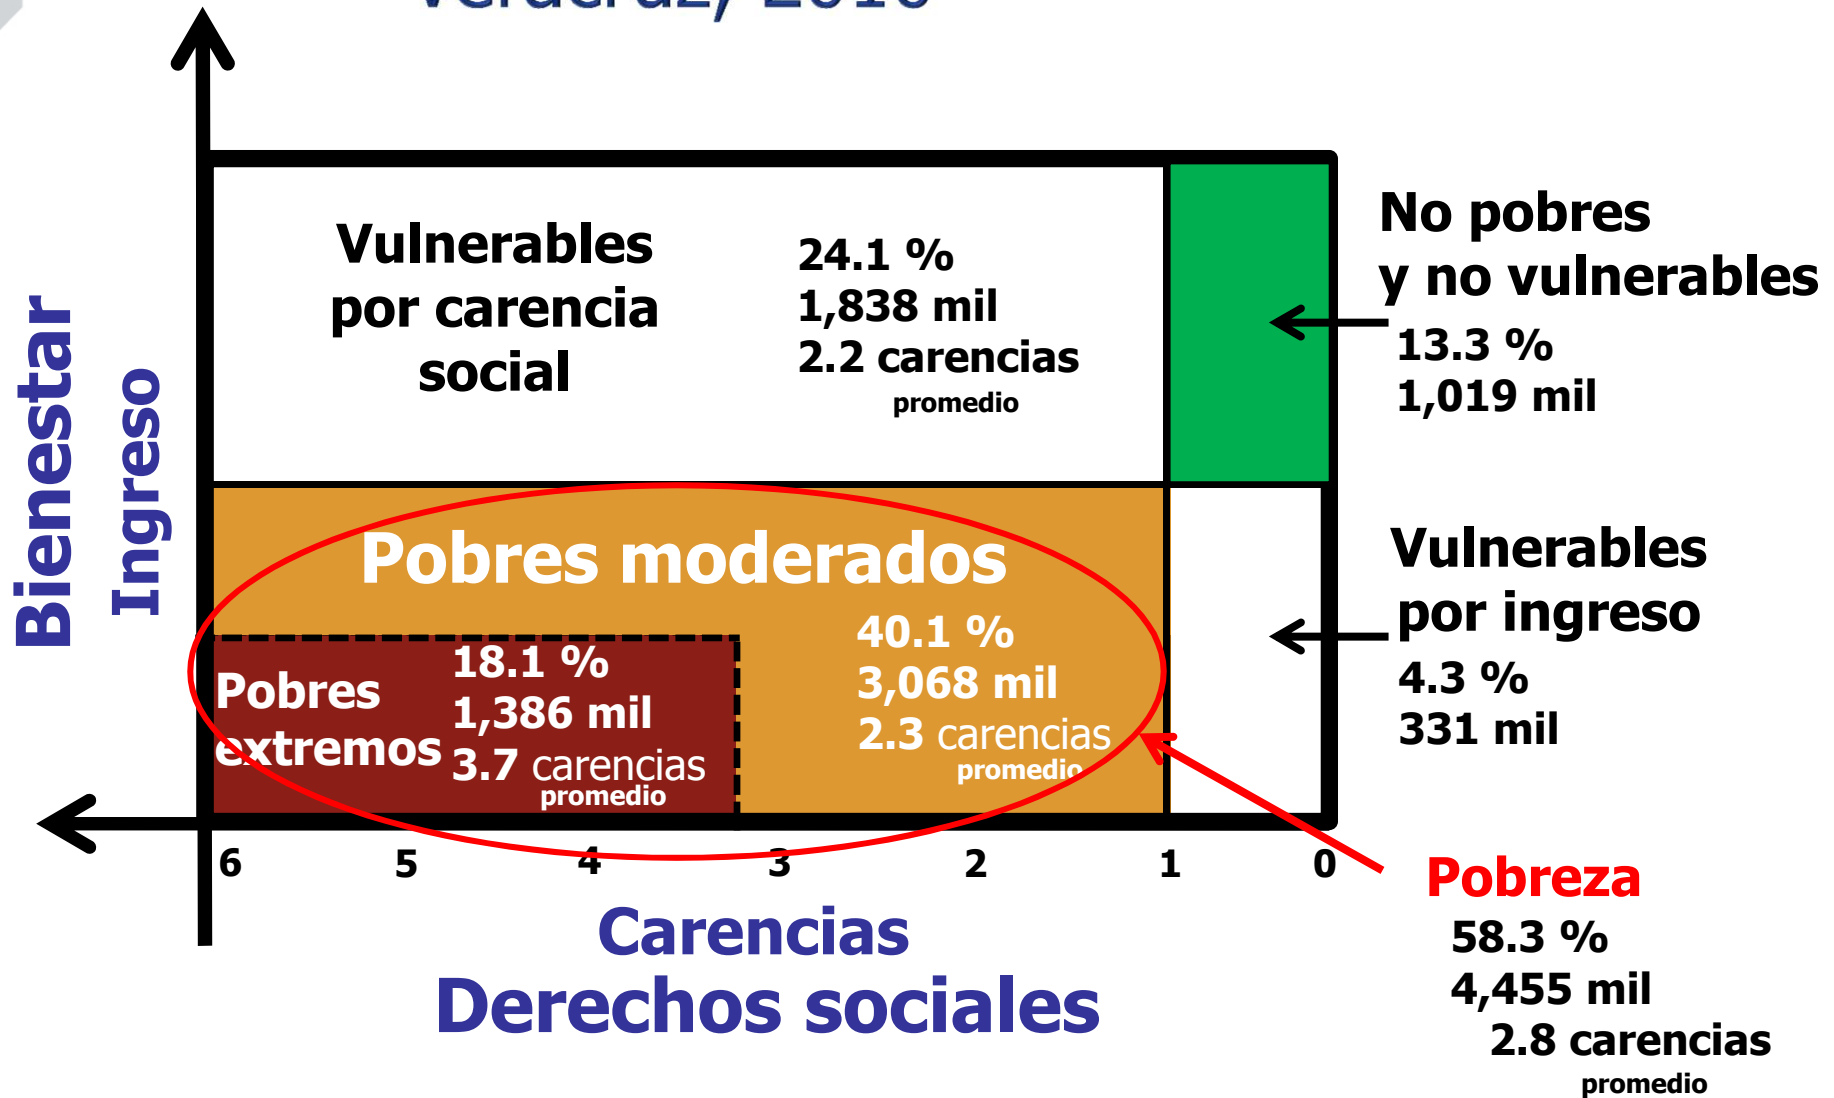 Veracruz, 2010
Vulnerables
por carencia
social
24.1 %
1,838 mil
2.2 carencias
promedio
No pobres
y no vulnerables
13.3 %
1,019 mil
Bienestar
Ingreso
Pobres moderados
40.1 %
3,068 mil
2.3 carencias
promedio
Pobres
extremos
18.1 %
1,386 mil
3.7 carencias
promedio
Vulnerables
por ingreso
4.3 %
331 mil
6 5 4 3 2 1 0
Carencias
Derechos sociales
Pobreza
58.3 %
4,455 mil
2.8 carencias
promedio